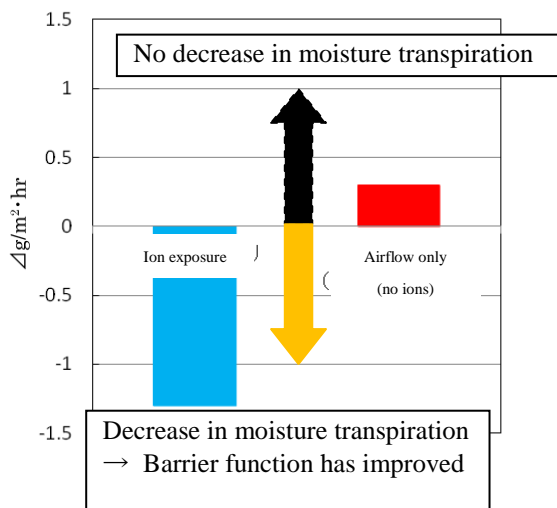 1.5
No decrease in moisture transpiration
1
0.5
0
-0.5
-1
-1.5
⊿g/m²·hr
Ion exposure
Airflow only
(no ions)
Decrease in moisture transpiration
→ Barrier function has improved